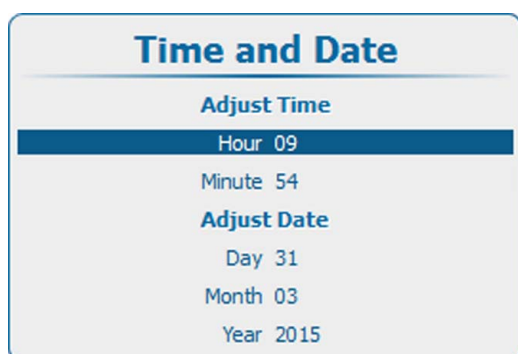 Time and Date
Adjust Time
Hour 09
Minute 54
Adjust Date
Day 31
Month 03
Year 2015